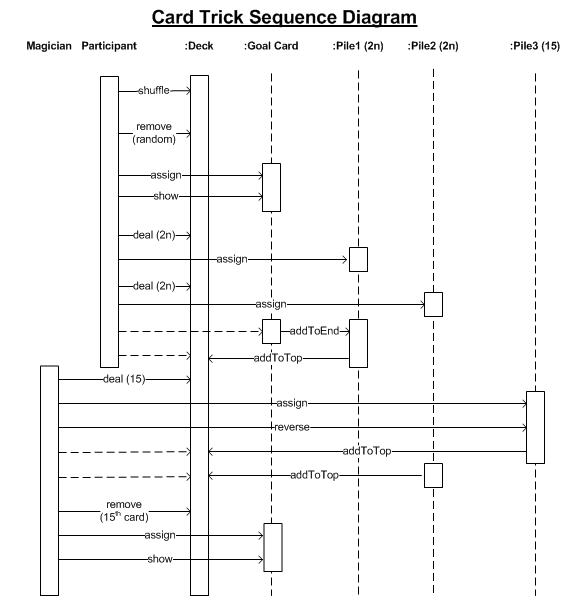 Card Trick Sequence Diagram
Magician Participant :Deck :Goal Card :Pile1 (2n) :Pile2 (2n) :Pile3 (15)
shuffle
remove
(random)
assign
show
deal (2n)
assign
deal (2n)
assign
addToEnd
addToTop
deal (15)
assign
reverse
addToTop
addToTop
remove
(15th card)
assign
show